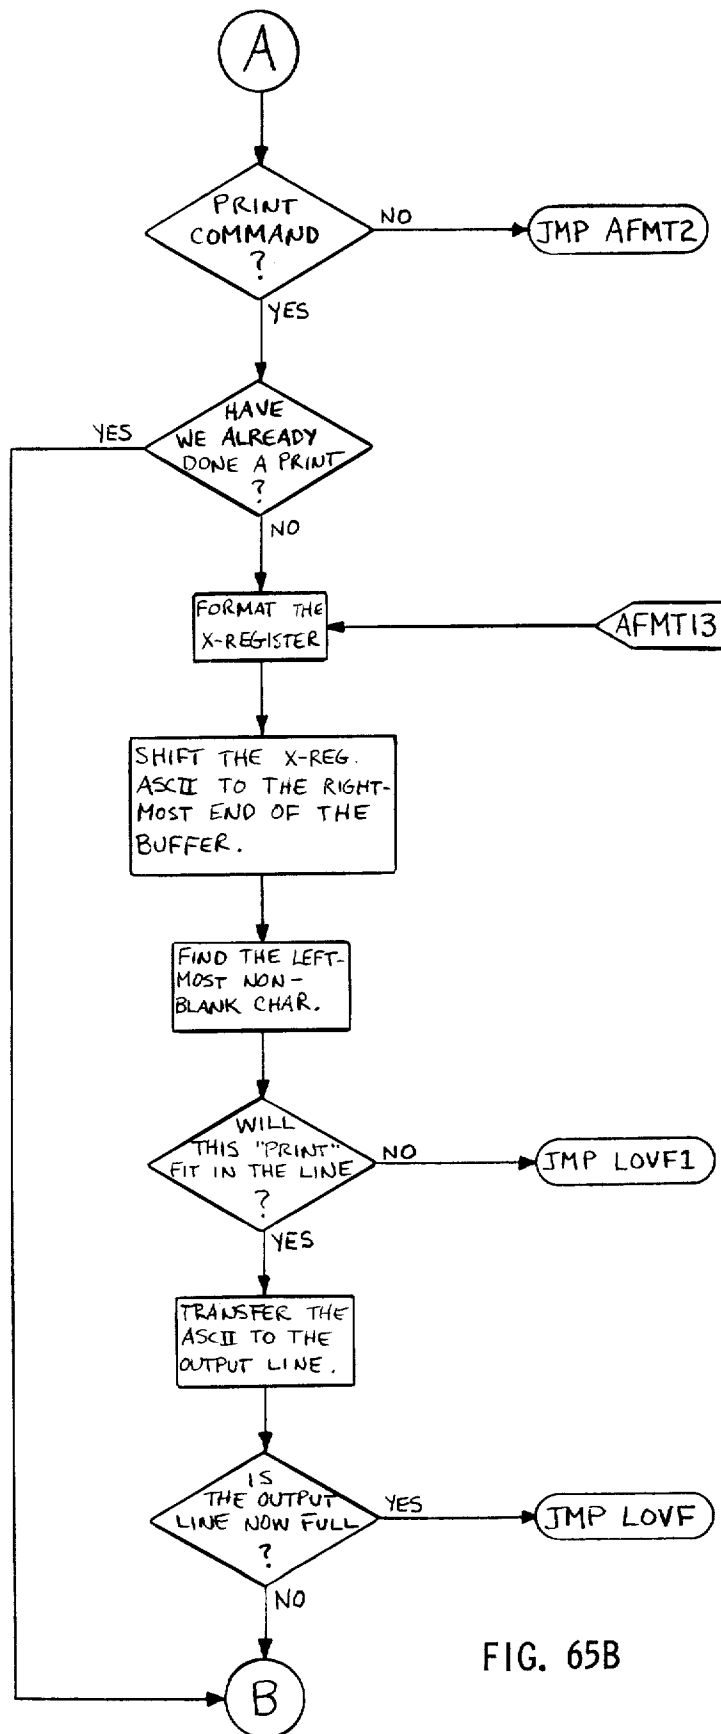 A
PRINT
COMMAND
?
NO
JMP AFMT2
YES
HAVE
WE ALREADY
DONE A PRINT
?
YES
NO
FORMAT THE
X-REGISTER
AFMT13
SHIFT THE X-REG.
ASCII TO THE RIGHT-
MOST END OF THE
BUFFER.
FIND THE LEFT-
MOST NON-
BLANK CHAR.
WILL
THIS "PRINT"
FIT IN THE LINE
?
NO
JMP LOVF1
YES
TRANSFER THE
ASCII TO THE
OUTPUT LINE.
IS
THE OUTPUT
LINE NOW FULL
?
YES
JMP LOVF
NO
B
FIG. 65B